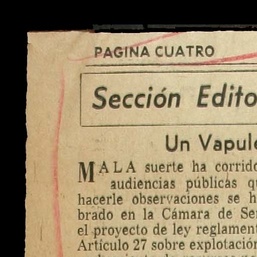 PAGINA CUATRO
Sección Edito
Un Vapule
MALA suerte ha corrido
audiencias públicas q
hacerle observaciones se h
brado en la Cámara de Se
el proyecto de ley reglament
Artículo 27 sobre explotación